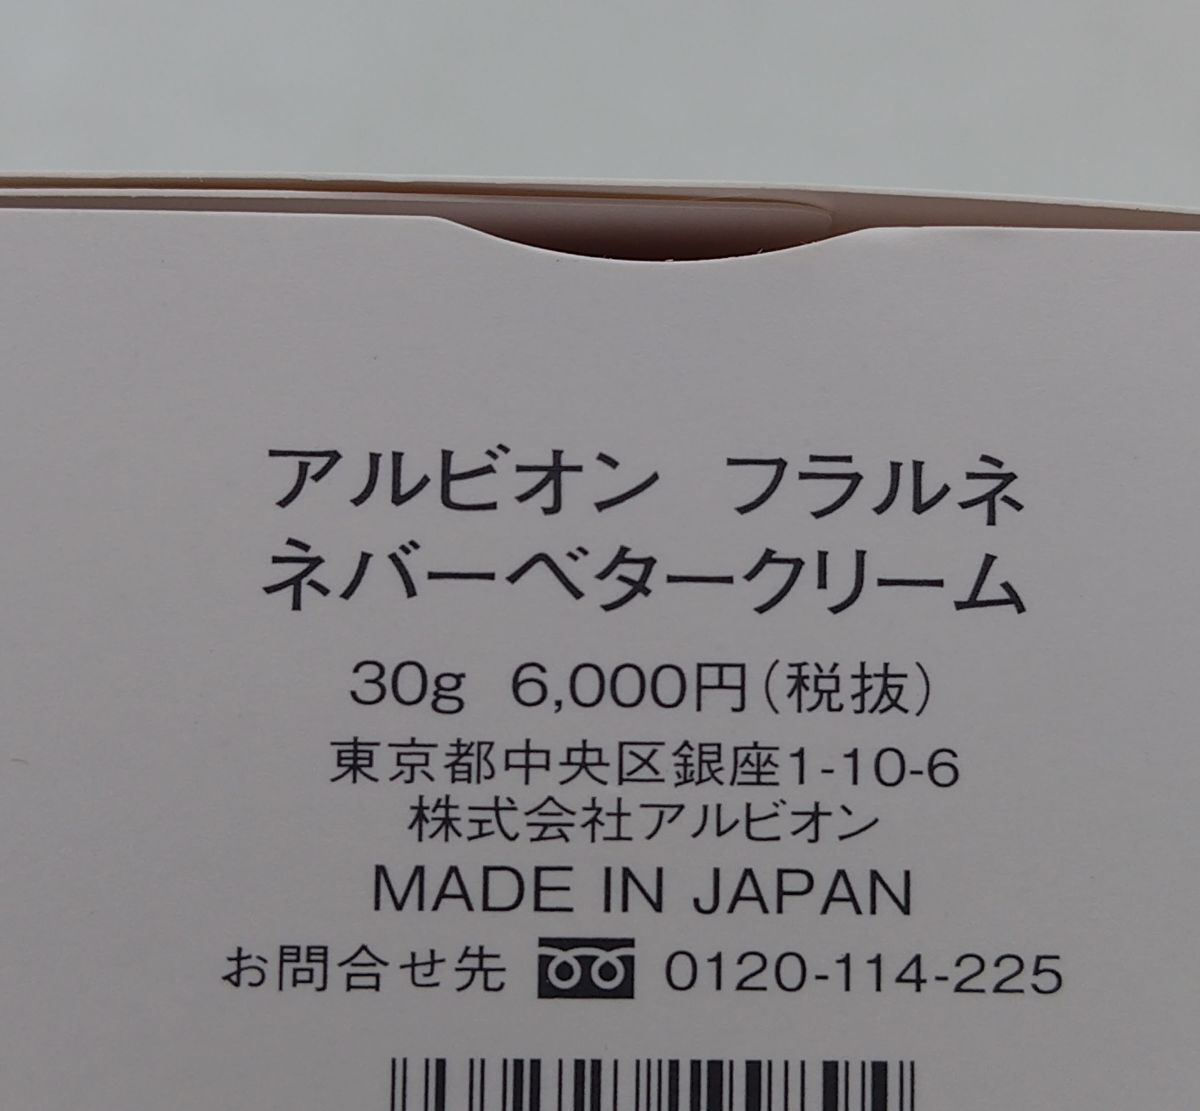 アルビオン フラルネ
ネバーベタークリーム
30g 6,000円(税抜)
東京都中央区銀座1-10-6
株式会社アルビオン
MADE IN JAPAN
お問合せ先 0120-114-225